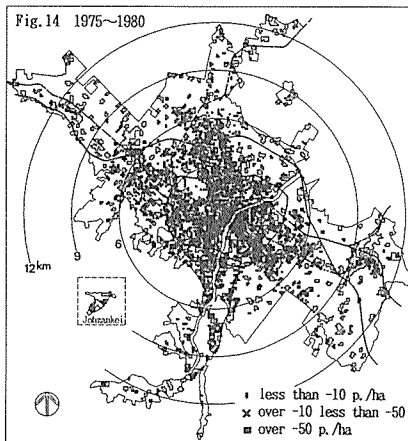 Fig.14 1975~1980
12km
9
6
Johzankei
less than -10 p./ha
over -10 less than -50
over -50 p./ha